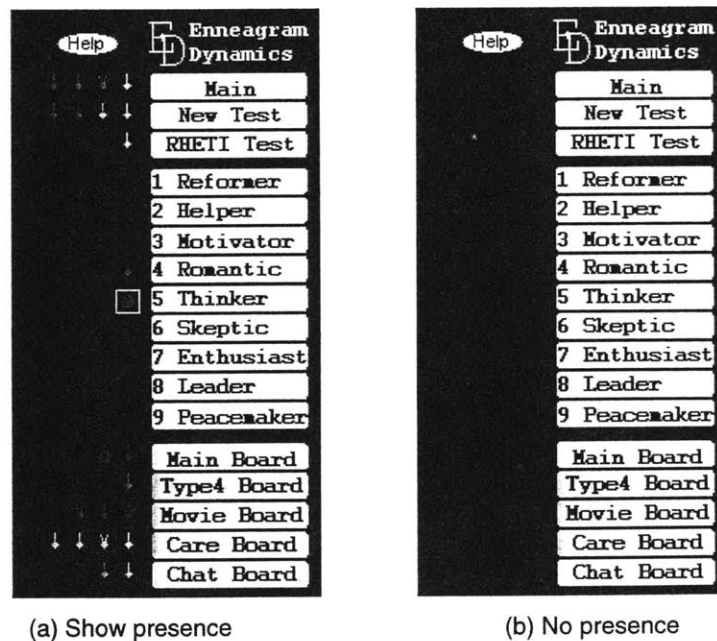 Help
ED Enneagram
Dynamics
Main
New Test
RHETI Test
1 Reformer
2 Helper
3 Motivator
4 Romantic
5 Thinker
6 Skeptic
7 Enthusiast
8 Leader
9 Peacemaker
Main Board
Type4 Board
Movie Board
Care Board
Chat Board
(a) Show presence
Help
ED Enneagram
Dynamics
Main
New Test
RHETI Test
1 Reformer
2 Helper
3 Motivator
4 Romantic
5 Thinker
6 Skeptic
7 Enthusiast
8 Leader
9 Peacemaker
Main Board
Type4 Board
Movie Board
Care Board
Chat Board
(b) No presence